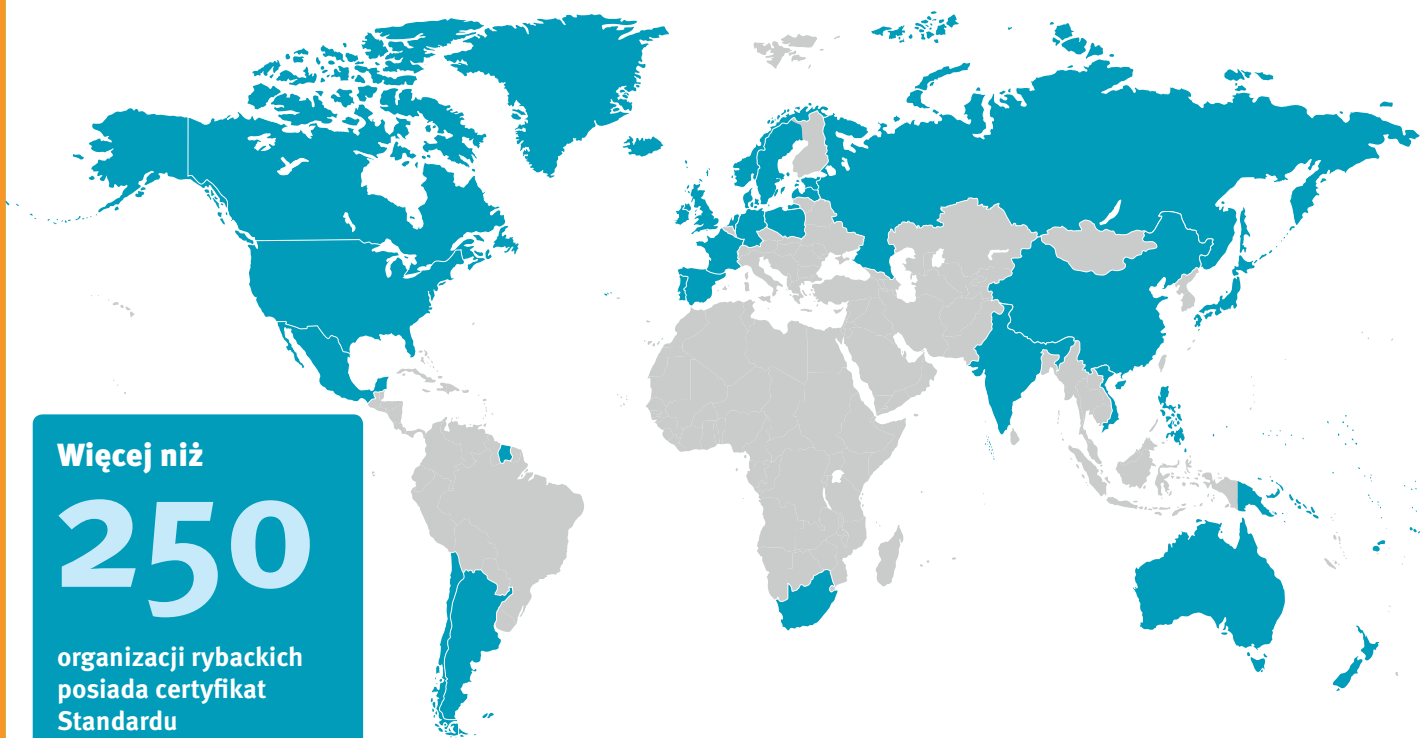 Więcej niż
250
organizacji rybackich
posiada certyfikat
Standardu